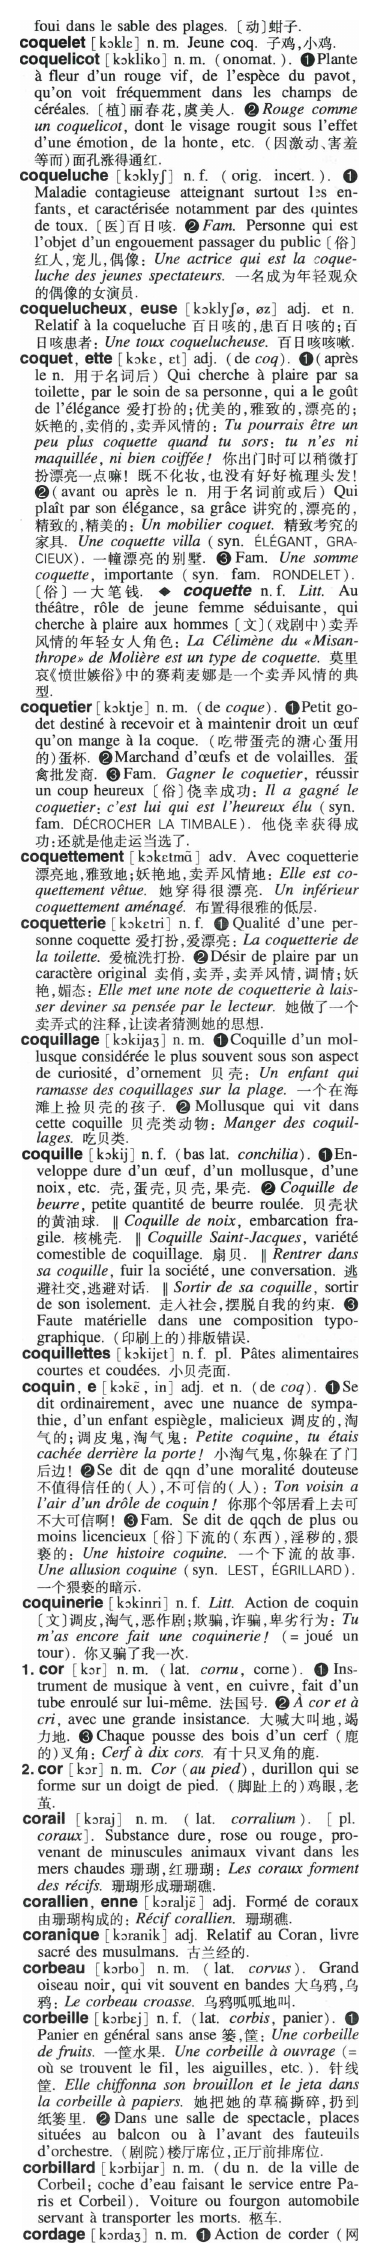 foui dans le sable des plages. 〔动〕蚶子.
coquelet [kɔklɛ] n. m. Jeune coq. 子鸡,小鸡.
coquelicot [kɔkliko] n. m. (onomat.). ❶Plante
à fleur d'un rouge vif, de l'espèce du pavot,
qu'on voit fréquemment dans les champs de
céréales. 〔植〕丽春花,虞美人. ❷Rouge comme
un coquelicot, dont le visage rougit sous l'effet
d'une émotion, de la honte, etc. (因激动、害羞
等而)面孔涨得通红.
coqueluche [kɔklyʃ] n. f. ( orig. incert.). ❶
Maladie contagieuse atteignant surtout les en-
fants, et caractérisée notamment par des quintes
de toux. 〔医〕百日咳. ❷Fam. Personne qui est
l'objet d'un engouement passager du public〔俗〕
红人,宠儿,偶像: Une actrice qui est la coque-
luche des jeunes spectateurs. 一名成为年轻观众
的偶像的女演员.
coquelucheux, euse [kɔklyʃø, øz] adj. et n.
Relatif à la coqueluche 百日咳的,患百日咳的;百
日咳患者: Une toux coquelucheuse. 百日咳咳嗽.
coquet, ette [kɔkɛ, ɛt] adj. (de coq). ❶(après
le n. 用于名词后) Qui cherche à plaire par sa
toilette, par le soin de sa personne, qui a le goût
de l'élégance 爱打扮的;优美的,雅致的,漂亮的;
妖艳的,卖俏的,卖弄风情的: Tu pourrais être un
peu plus coquette quand tu sors: tu n'es ni
maquillée, ni bien coiffée! 你出门时可以稍微打
扮漂亮一点嘛! 既不化妆,也没有好好梳理头发!
❷(avant ou après le n. 用于名词前或后) Qui
plaît par son élégance, sa grâce 讲究的,漂亮的,
精致的,精美的: Un mobilier coquet. 精致考究的
家具. Une coquette villa (syn. ÉLÉGANT, GRA-
CIEUX). 一幢漂亮的别墅. ❸Fam. Une somme
coquette, importante (syn. fam. RONDELET).
〔俗〕一大笔钱. ◆ coquette n. f. Litt. Au
théâtre, rôle de jeune femme séduisante, qui
cherche à plaire aux hommes〔文〕(戏剧中)卖弄
风情的年轻女人角色: La Célimène du «Misan-
thrope» de Molière est un type de coquette. 莫里
哀《愤世嫉俗》中的赛莉麦娜是一个卖弄风情的典
型.
coquetier [kɔktje] n. m. (de coque). ❶Petit go-
det destiné à recevoir et à maintenir droit un œuf
qu'on mange à la coque. (吃带蛋壳的溏心蛋用
的)蛋杯. ❷Marchand d'œufs et de volailles. 蛋
禽批发商. ❸Fam. Gagner le coquetier, réussir
un coup heureux〔俗〕侥幸成功: Il a gagné le
coquetier: c'est lui qui est l'heureux élu (syn.
fam. DÉCROCHER LA TIMBALE). 他侥幸获得成
功:还就是他走运当选了.
coquettement [kɔkɛtmɑ̃] adv. Avec coquetterie
漂亮地,雅致地;妖艳地,卖弄风情地: Elle est co-
quettement vêtue. 她穿得很漂亮. Un inférieur
coquettement aménagé. 布置得很雅的低层.
coquetterie [kɔkɛtri] n. f. ❶Qualité d'une per-
sonne coquette 爱打扮,爱漂亮: La coquetterie de
la toilette. 爱梳洗打扮. ❷Désir de plaire par un
caractère original 卖俏,卖弄,卖弄风情,调情;妖
艳,媚态: Elle met une note de coquetterie à lais-
ser deviner sa pensée par le lecteur. 她做了一个
卖弄式的注释,让读者猜测她的思想.
coquillage [kɔkijaʒ] n. m. ❶Coquille d'un mol-
lusque considérée le plus souvent sous son aspect
de curiosité, d'ornement 贝壳: Un enfant qui
ramasse des coquillages sur la plage. 一个在海
滩上捡贝壳的孩子. ❷ Mollusque qui vit dans
cette coquille 贝壳类动物: Manger des coquil-
lages. 吃贝类.
coquille [kɔkij] n. f. (bas lat. conchilia). ❶En-
veloppe dure d'un œuf, d'un mollusque, d'une
noix, etc. 壳,蛋壳,贝壳,果壳. ❷ Coquille de
beurre, petite quantité de beurre roulée. 贝壳状
的黄油球. ‖ Coquille de noix, embarcation fra-
gile. 核桃壳. ‖ Coquille Saint-Jacques, variété
comestible de coquillage. 扇贝. ‖ Rentrer dans
sa coquille, fuir la société, une conversation. 逃
避社交,逃避对话. ‖ Sortir de sa coquille, sortir
de son isolement. 走入社会,摆脱自我的约束. ❸
Faute matérielle dans une composition typo-
graphique. (印刷上的)排版错误.
coquillettes [kɔkijɛt] n. f. pl. Pâtes alimentaires
courtes et coudées. 小贝壳面.
coquin, e [kɔkɛ̃, in] adj. et n. (de coq). ❶Se
dit ordinairement, avec une nuance de sympa-
thie, d'un enfant espiègle, malicieux 调皮的,淘
气的;调皮鬼,淘气鬼: Petite coquine, tu étais
cachée derrière la porte! 小淘气鬼,你躲在了门
后边! ❷Se dit de qqn d'une moralité douteuse
不值得信任的(人),不可信的(人): Ton voisin a
l'air d'un drôle de coquin! 你那个邻居看上去可
不大可信啊! ❸Fam. Se dit de qqch de plus ou
moins licencieux〔俗〕下流的(东西),淫秽的,猥
亵的: Une histoire coquine. 一个下流的故事.
Une allusion coquine (syn. LEST, ÉGRILLARD).
一个猥亵的暗示.
coquinerie [kɔkinri] n. f. Litt. Action de coquin
〔文〕调皮,淘气,恶作剧;欺骗,诈骗,卑劣行为: Tu
m'as encore fait une coquinerie! (= joué un
tour). 你又骗了我一次.
1. cor [kɔr] n. m. (lat. cornu, corne). ❶ Ins-
trument de musique à vent, en cuivre, fait d'un
tube enroulé sur lui-même. 法国号. ❷À cor et à
cri, avec une grande insistance. 大喊大叫地,竭
力地. ❸Chaque pousse des bois d'un cerf (鹿
的)叉角: Cerf à dix cors. 有十只叉角的鹿.
2. cor [kɔr] n. m. Cor (au pied), durillon qui se
forme sur un doigt de pied. (脚趾上的)鸡眼,老
茧.
corail [kɔraj] n. m. ( lat. corralium). [ pl.
coraux]. Substance dure, rose ou rouge, pro-
venant de minuscules animaux vivant dans les
mers chaudes 珊瑚,红珊瑚: Les coraux forment
des récifs. 珊瑚形成珊瑚礁.
corallien, enne [kɔraljɛ̃] adj. Formé de coraux
由珊瑚构成的: Récif corallien. 珊瑚礁.
coranique [kɔranik] adj. Relatif au Coran, livre
sacré des musulmans. 古兰经的.
corbeau [kɔrbo] n. m. ( lat. corvus). Grand
oiseau noir, qui vit souvent en bandes 大乌鸦,乌
鸦: Le corbeau croasse. 乌鸦呱呱地叫.
corbeille [kɔrbɛj] n. f. (lat. corbis, panier). ❶
Panier en général sans anse 篓,筐: Une corbeille
de fruits. 一筐水果. Une corbeille à ouvrage (=
où se trouvent le fil, les aiguilles, etc.). 针线
筐. Elle chiffonna son brouillon et le jeta dans
la corbeille à papiers. 她把她的草稿撕碎,扔到
纸篓里. ❷ Dans une salle de spectacle, places
situées au balcon ou à l'avant des fauteuils
d'orchestre. (剧院)楼厅席位,正厅前排席位.
corbillard [kɔrbijar] n. m. (du n. de la ville de
Corbeil; coche d'eau faisant le service entre Pa-
ris et Corbeil). Voiture ou fourgon automobile
servant à transporter les morts. 柩车.
cordage [kɔrdaʒ] n. m. ❶ Action de corder (网